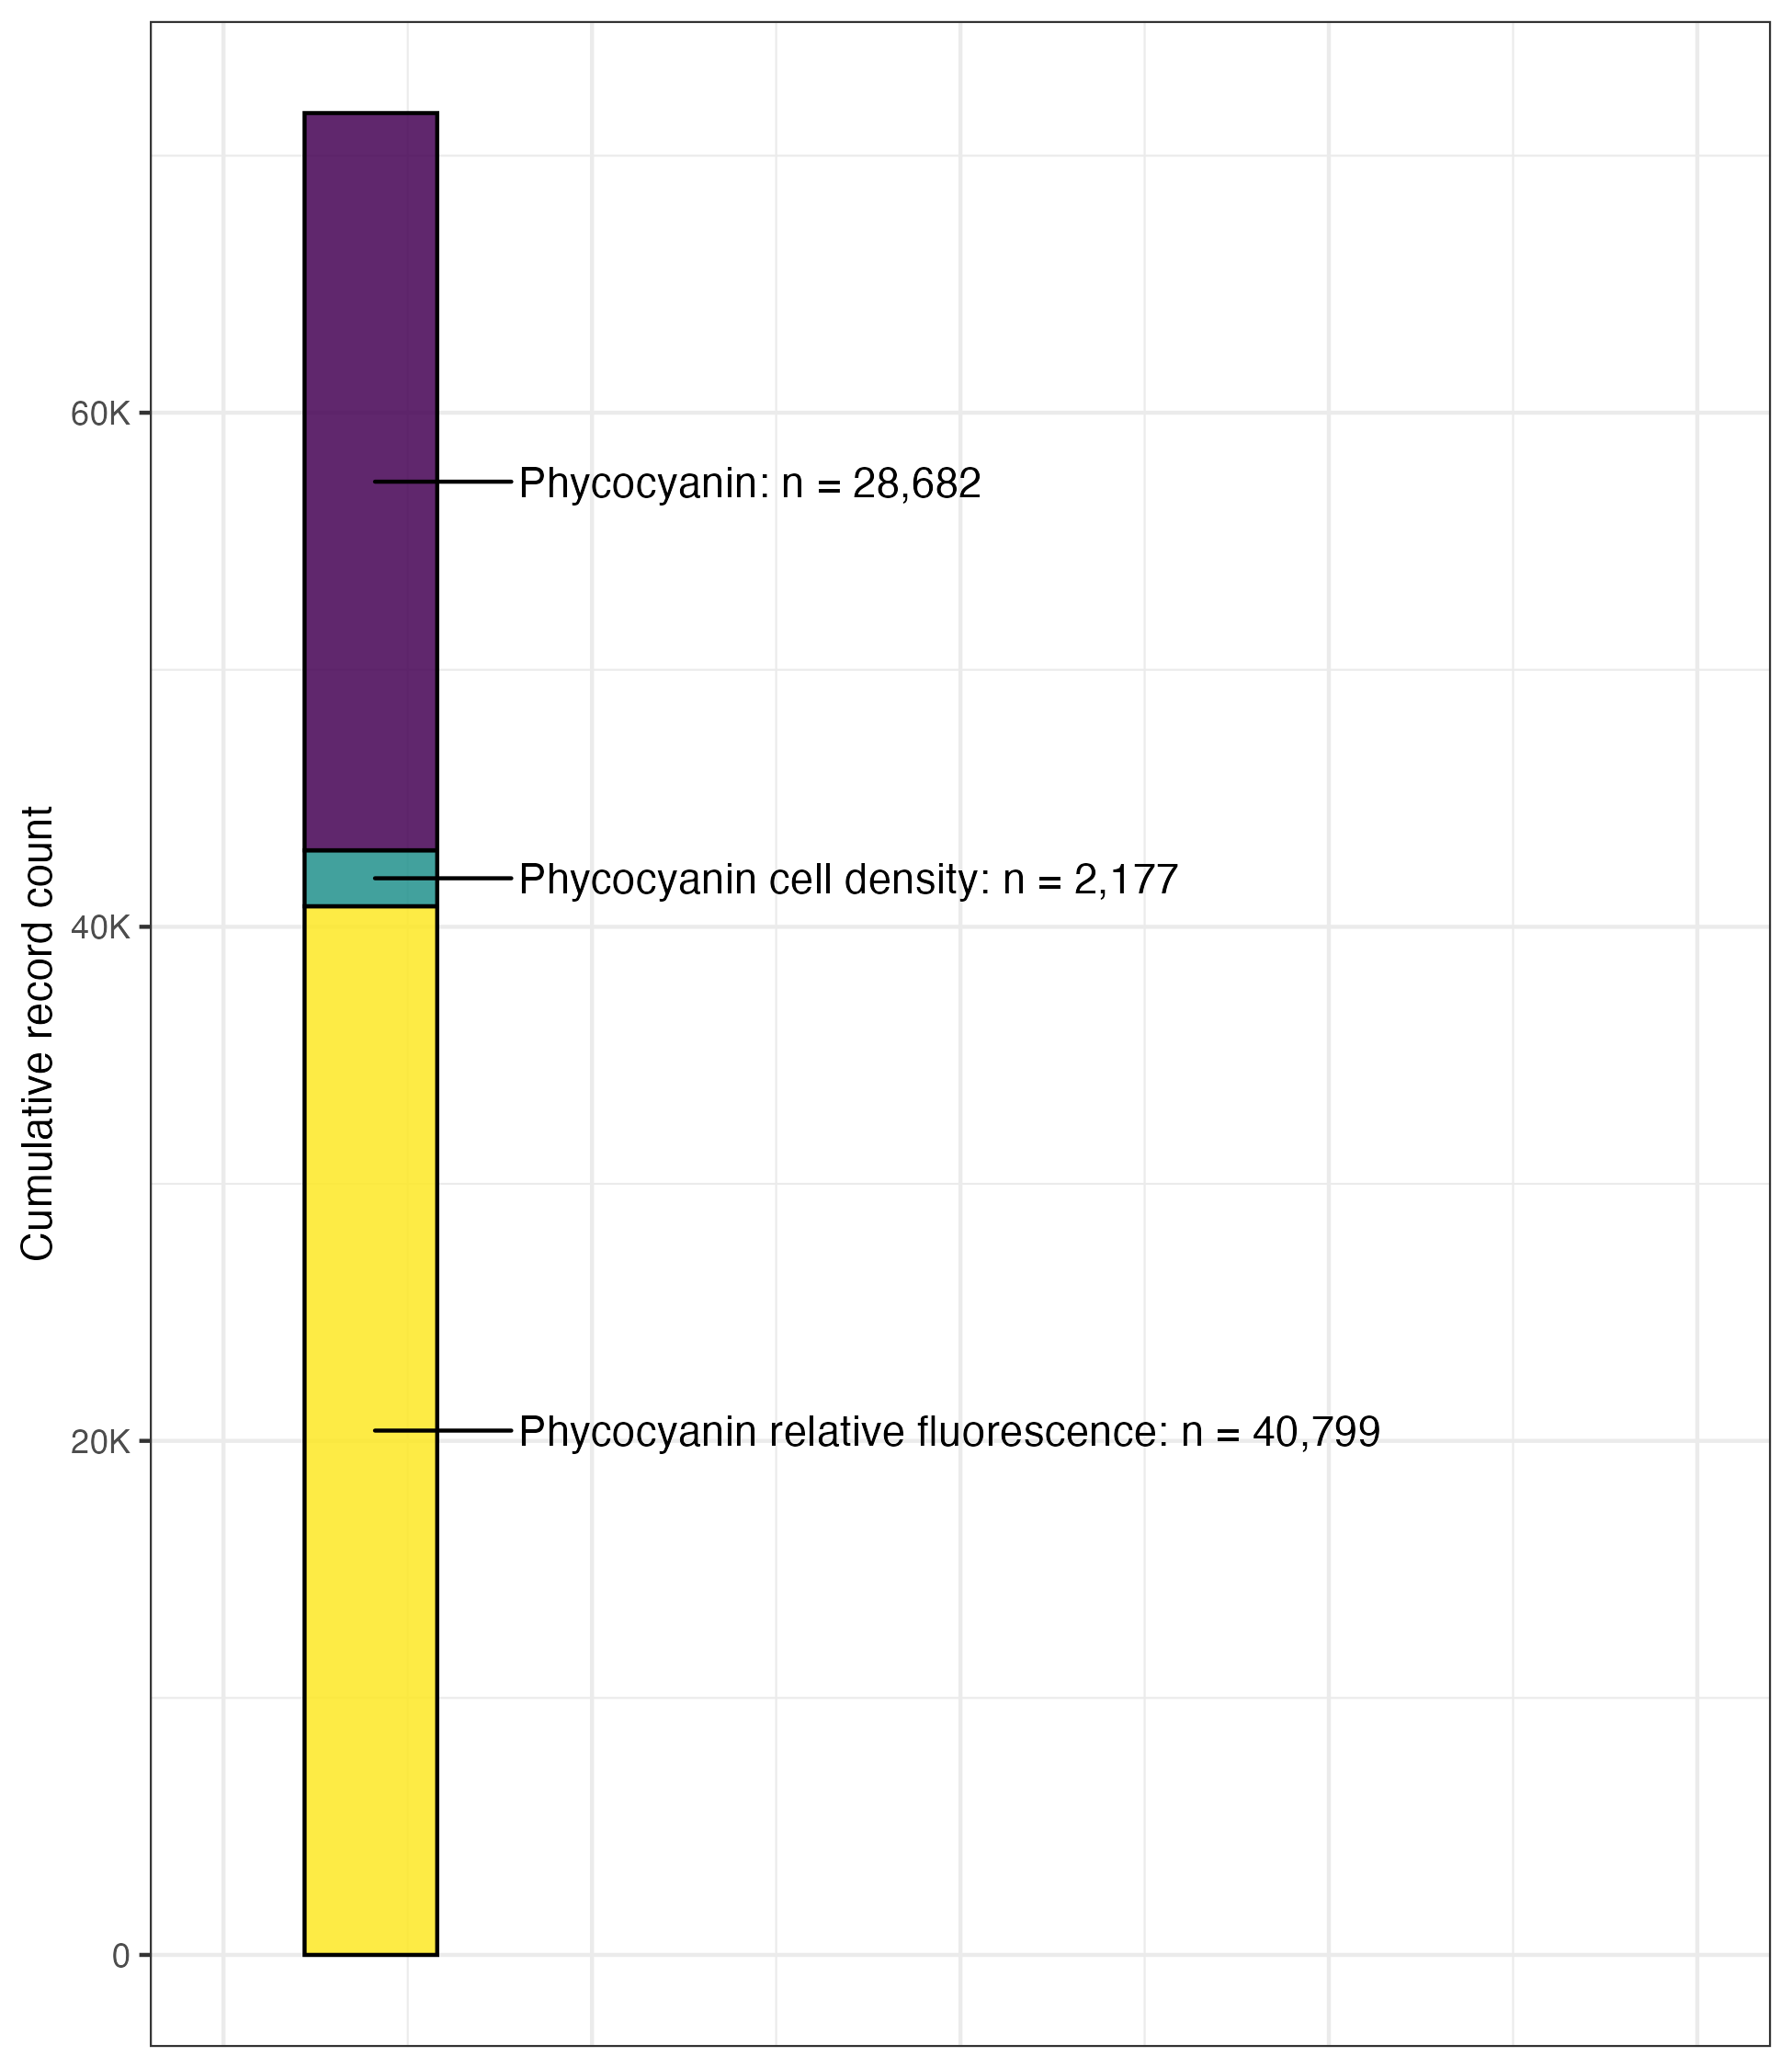 60K
Phycocyanin: n = 28,682
Phycocyanin cell density: n = 2,177
40K
Cumulative record count
20K
Phycocyanin relative fluorescence: n = 40,799
0